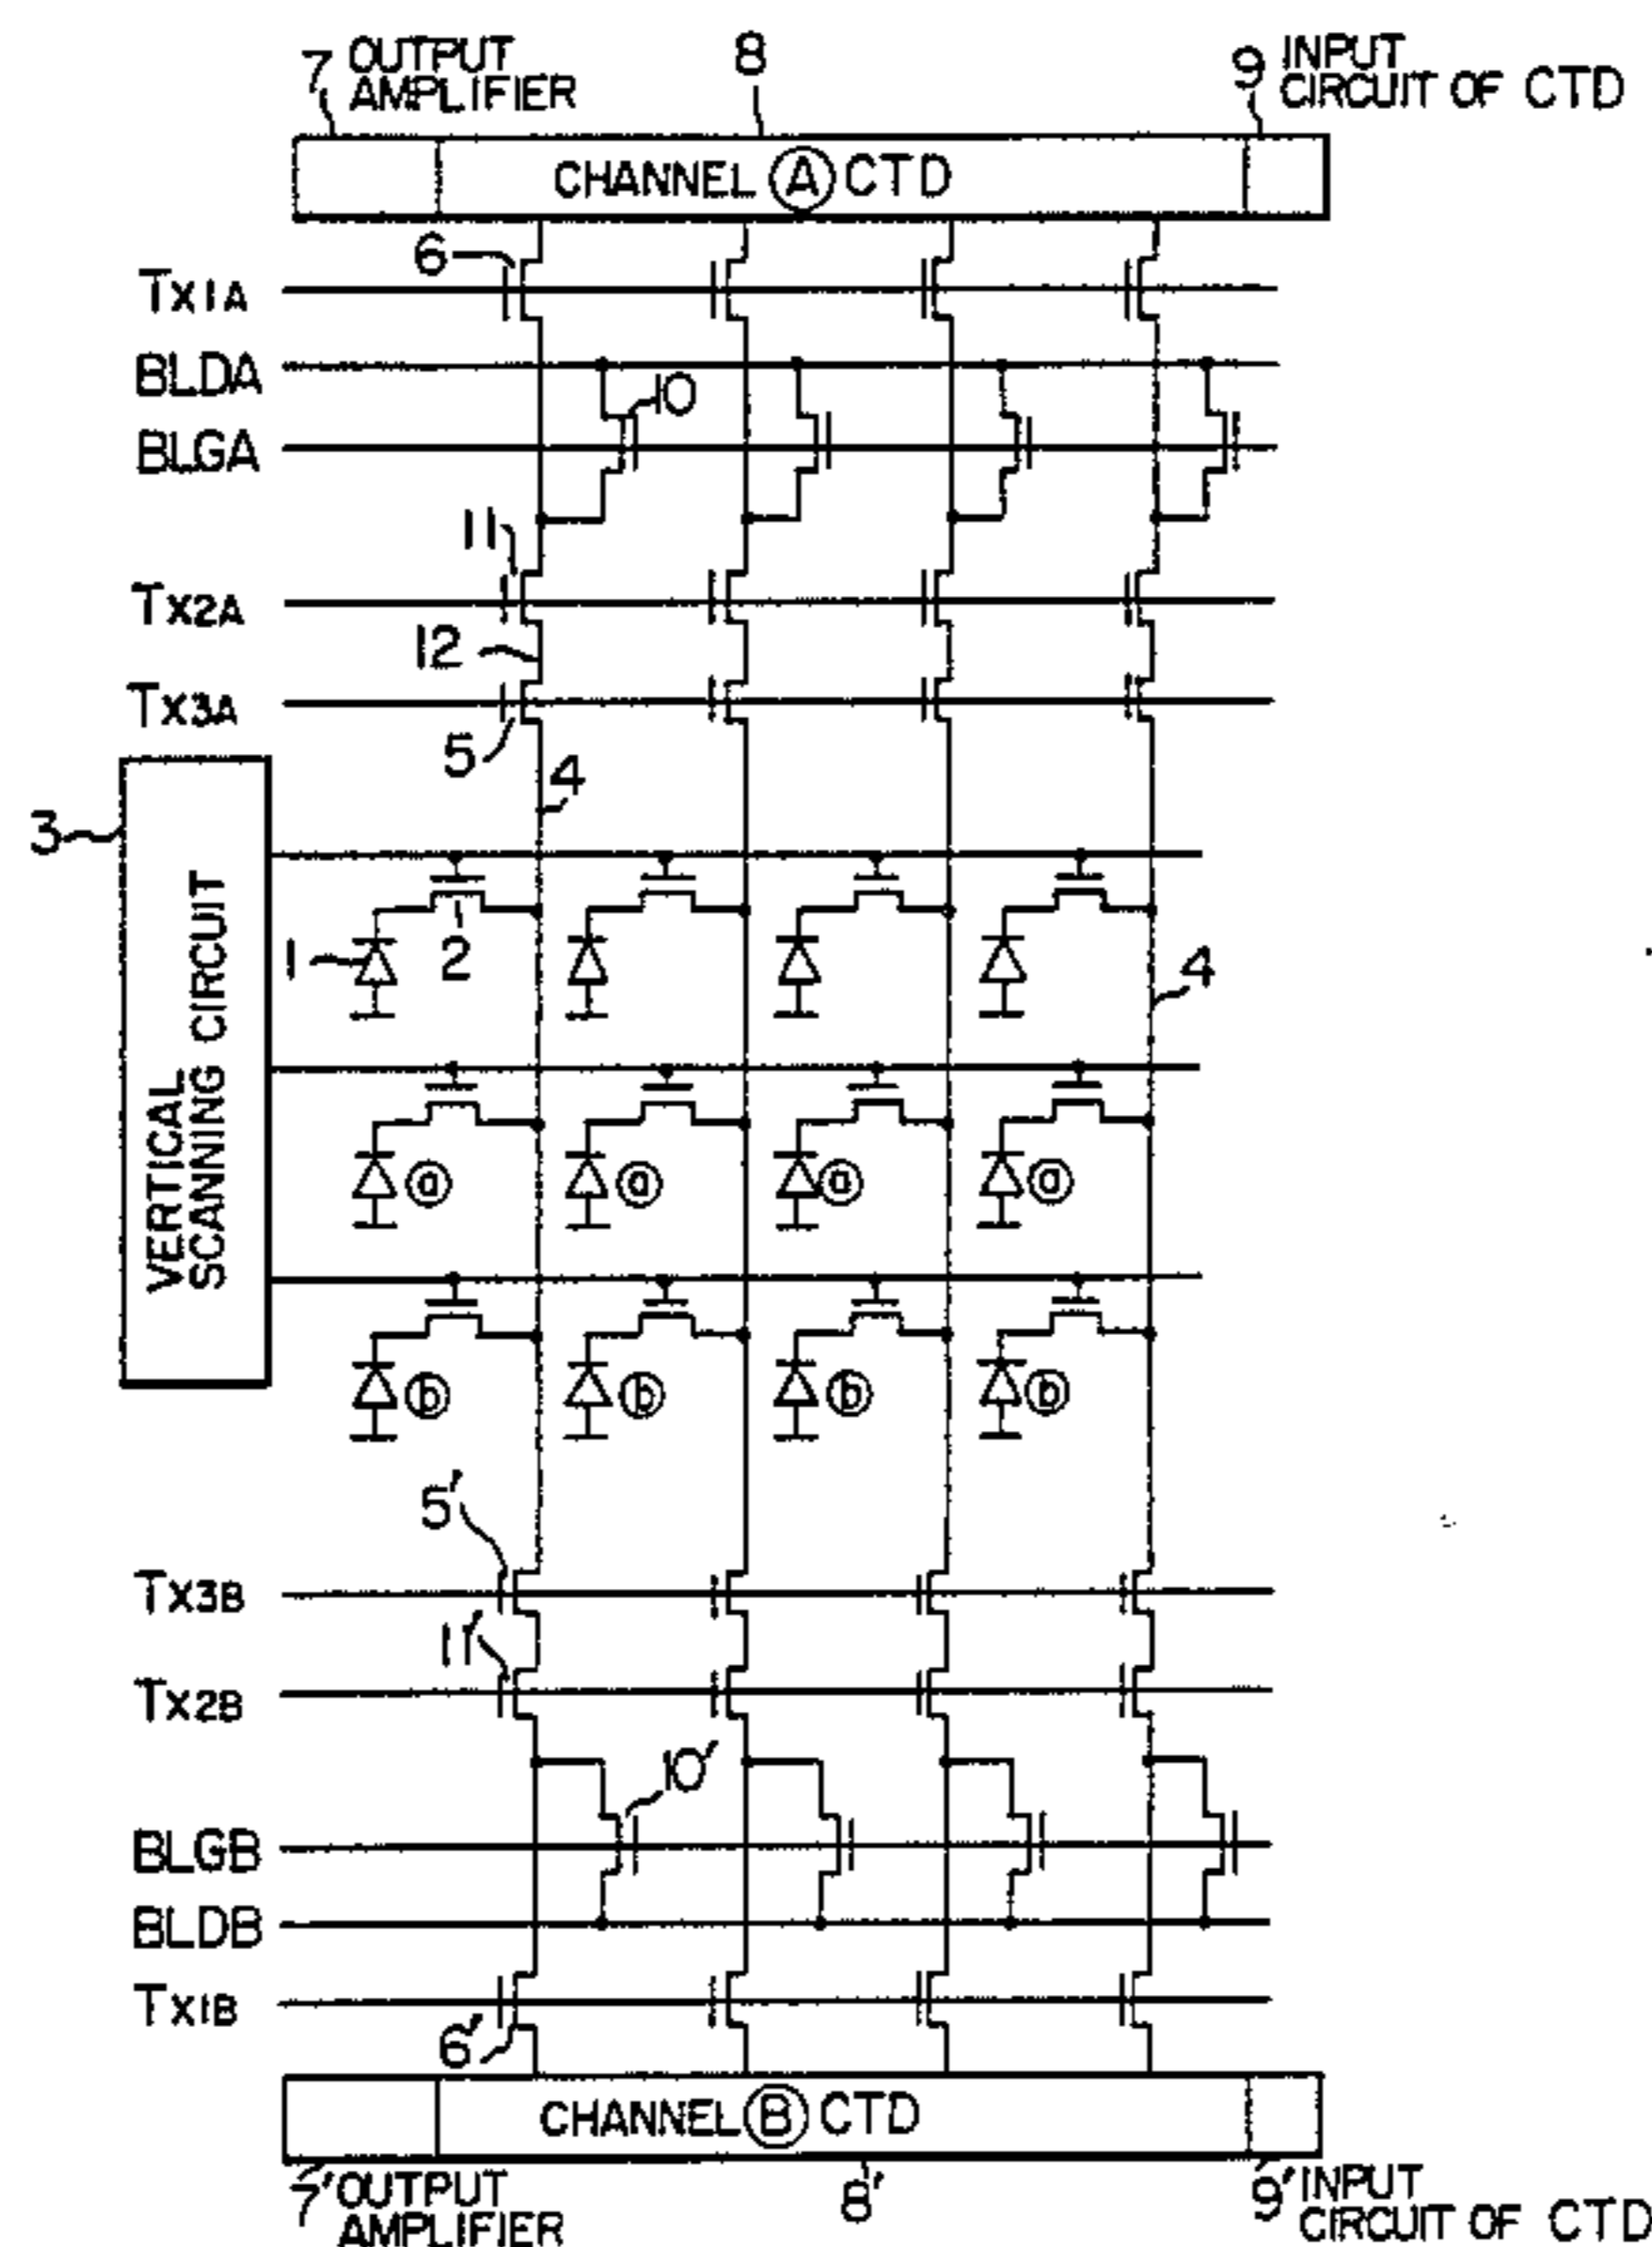 7 OUTPUT AMPLIFIER
8
9 INPUT CIRCUIT OF CTD
CHANNEL Ⓐ CTD
6
TX1A
BLDA
10
BLGA
11
TX2A
12
TX3A
5
4
3
VERTICAL SCANNING CIRCUIT
1
2
4
ⓐ ⓐ ⓐ ⓐ
ⓑ ⓑ ⓑ ⓑ
5'
TX3B
11'
TX2B
10'
BLGB
BLDB
TX1B
6'
CHANNEL Ⓑ CTD
7' OUTPUT AMPLIFIER
8'
9' INPUT CIRCUIT OF CTD